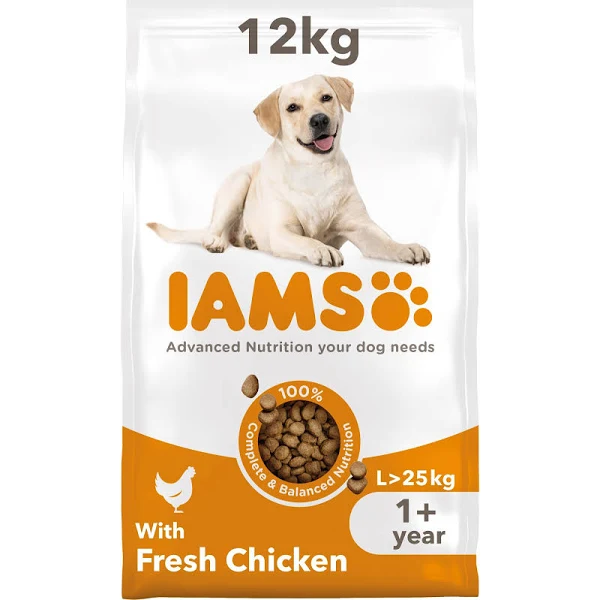 12kg
IAMS
Advanced Nutrition your dog needs
100%
Complete & Balanced Nutrition
L>25kg
1+
year
With
Fresh Chicken